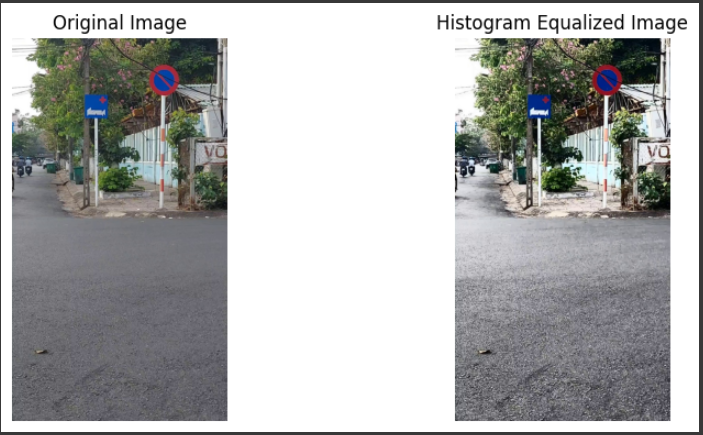 Original Image
Histogram Equalized Image
VO
VO